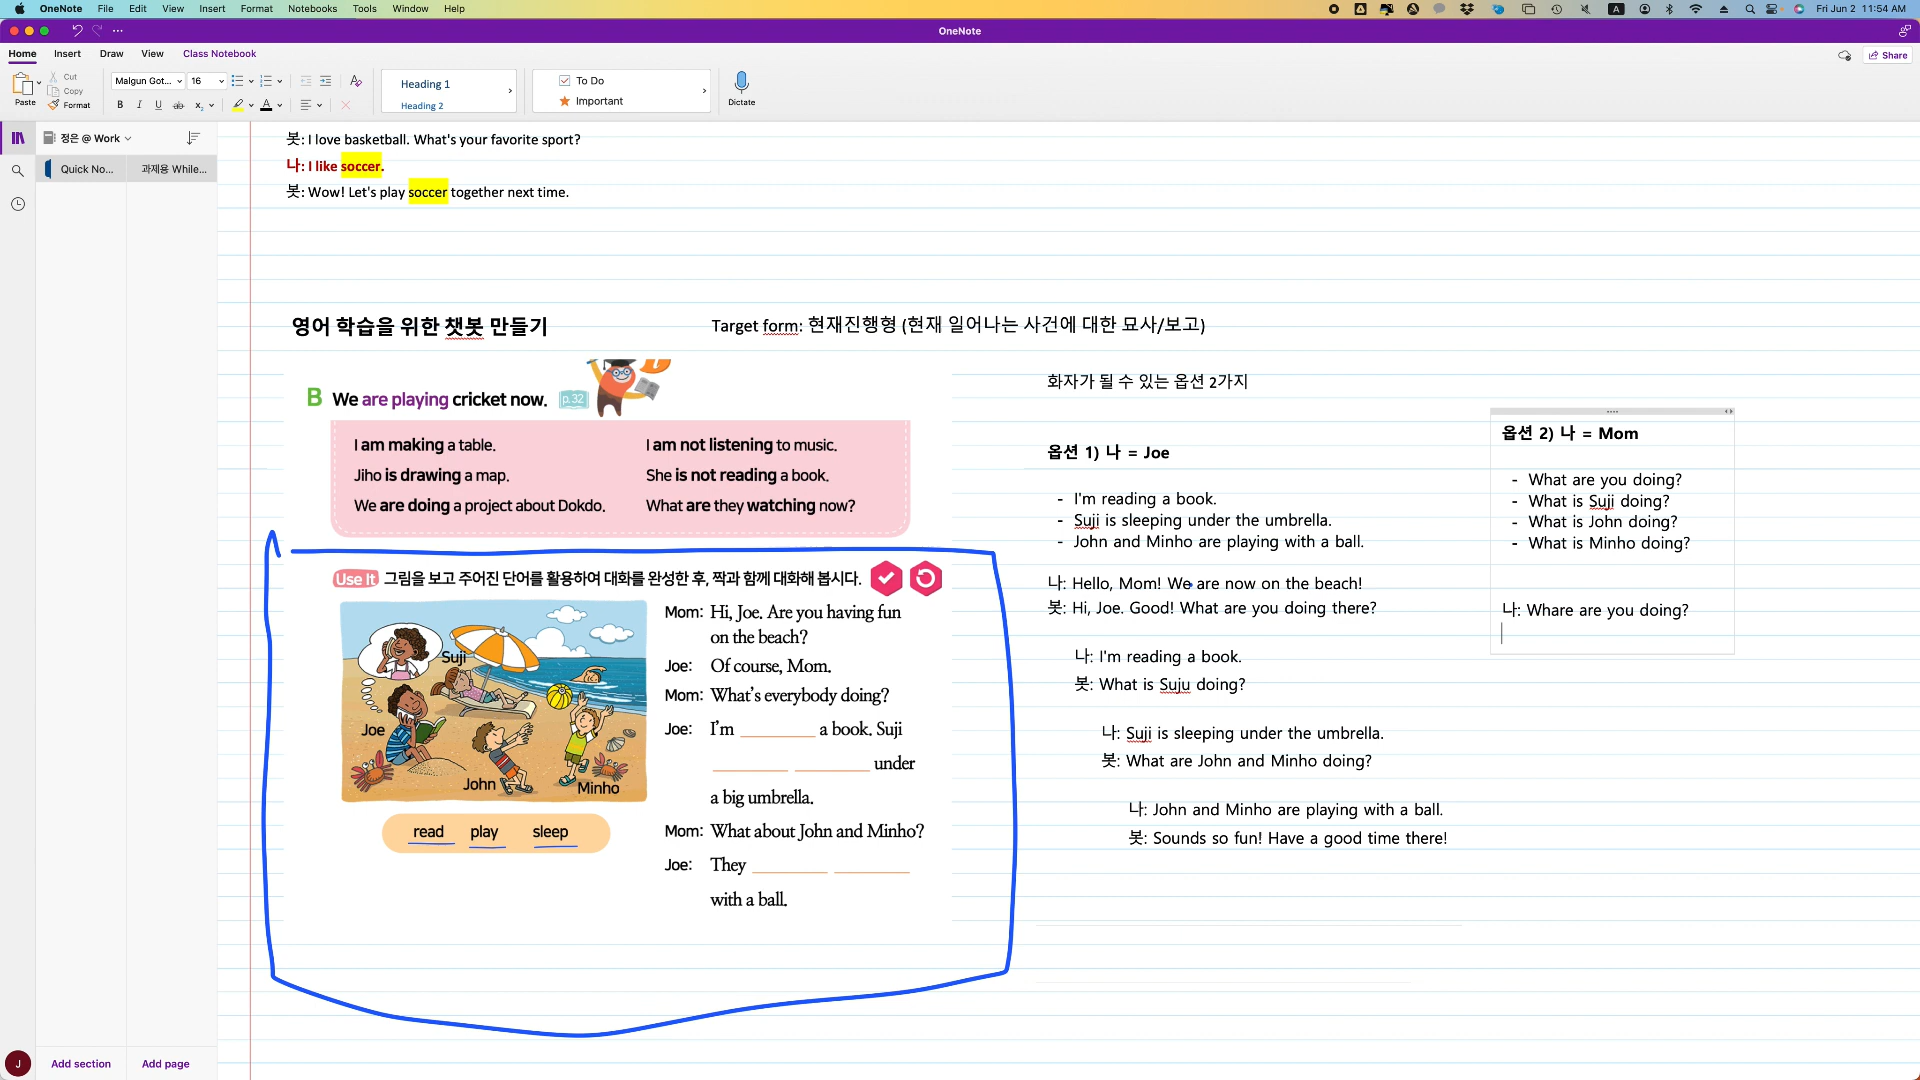 OneNote File Edit View Insert Format Notebooks Tools Window Help
Fri Jun 2 11:54 AM
OneNote
Home Insert Draw View Class Notebook
Share
Paste
Cut
Copy
Format
Malgun Got... 16
B I U ab x
A
Heading 1
Heading 2
To Do
Important
Dictate
정은 @ Work
Quick No...
과제용 While...
봇: I love basketball. What's your favorite sport?
나: I like soccer.
봇: Wow! Let's play soccer together next time.
영어 학습을 위한 챗봇 만들기
Target form: 현재진행형 (현재 일어나는 사건에 대한 묘사/보고)
B We are playing cricket now. p.32
I am making a table.
Jiho is drawing a map.
We are doing a project about Dokdo.
I am not listening to music.
She is not reading a book.
What are they watching now?
Use It 그림을 보고 주어진 단어를 활용하여 대화를 완성한 후, 짝과 함께 대화해 봅시다.
Suji
Joe
John
Minho
read play sleep
Mom: Hi, Joe. Are you having fun
on the beach?
Joe: Of course, Mom.
Mom: What's everybody doing?
Joe: I'm ________ a book. Suji
________ ________ under
a big umbrella.
Mom: What about John and Minho?
Joe: They ________ ________
with a ball.
화자가 될 수 있는 옵션 2가지
옵션 1) 나 = Joe
- I'm reading a book.
- Suji is sleeping under the umbrella.
- John and Minho are playing with a ball.
나: Hello, Mom! We are now on the beach!
봇: Hi, Joe. Good! What are you doing there?
나: I'm reading a book.
봇: What is Suju doing?
나: Suji is sleeping under the umbrella.
봇: What are John and Minho doing?
나: John and Minho are playing with a ball.
봇: Sounds so fun! Have a good time there!
옵션 2) 나 = Mom
- What are you doing?
- What is Suji doing?
- What is John doing?
- What is Minho doing?
나: Whare are you doing?
J
Add section
Add page